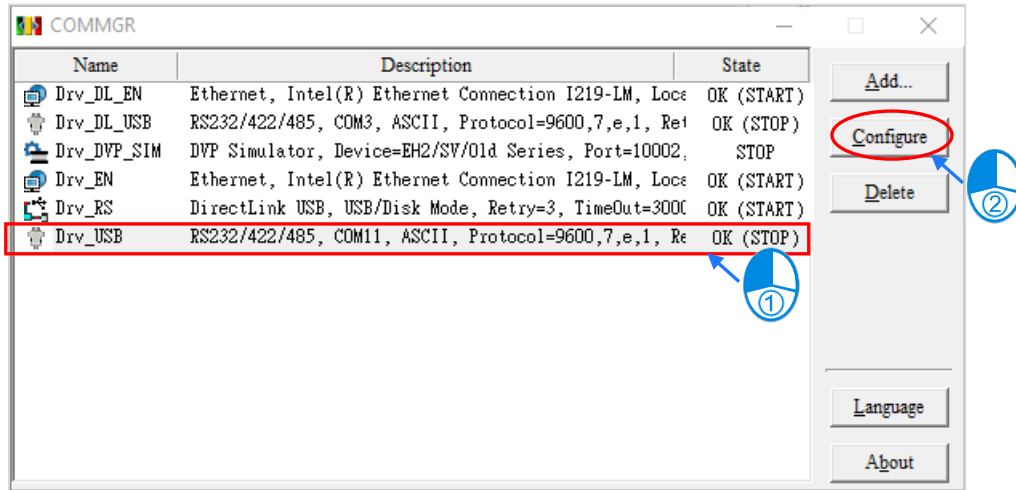 COMMGR
Name Description State
Drv_DL_EN Ethernet, Intel(R) Ethernet Connection I219-LM, Loca OK (START)
Drv_DL_USB RS232/422/485, COM3, ASCII, Protocol=9600,7,e,1, Ret OK (STOP)
Drv_DVP_SIM DVP Simulator, Device=EH2/SV/Old Series, Port=10002, STOP
Drv_EN Ethernet, Intel(R) Ethernet Connection I219-LM, Loca OK (START)
Drv_RS DirectLink USB, USB/Disk Mode, Retry=3, TimeOut=3000 OK (START)
Drv_USB RS232/422/485, COM11, ASCII, Protocol=9600,7,e,1, Re OK (STOP)
Add...
Configure
Delete
Language
About
1
2